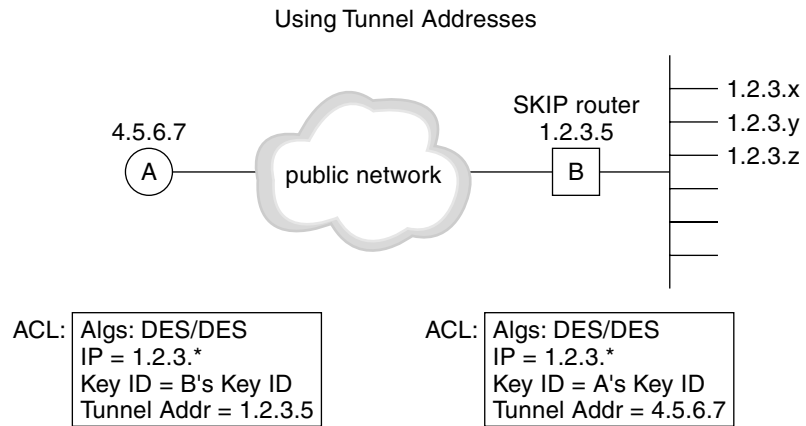 Using Tunnel Addresses
4.5.6.7
A
public network
SKIP router
1.2.3.5
B
1.2.3.x
1.2.3.y
1.2.3.z
ACL:
Algs: DES/DES
IP = 1.2.3.*
Key ID = B's Key ID
Tunnel Addr = 1.2.3.5
ACL:
Algs: DES/DES
IP = 1.2.3.*
Key ID = A's Key ID
Tunnel Addr = 4.5.6.7